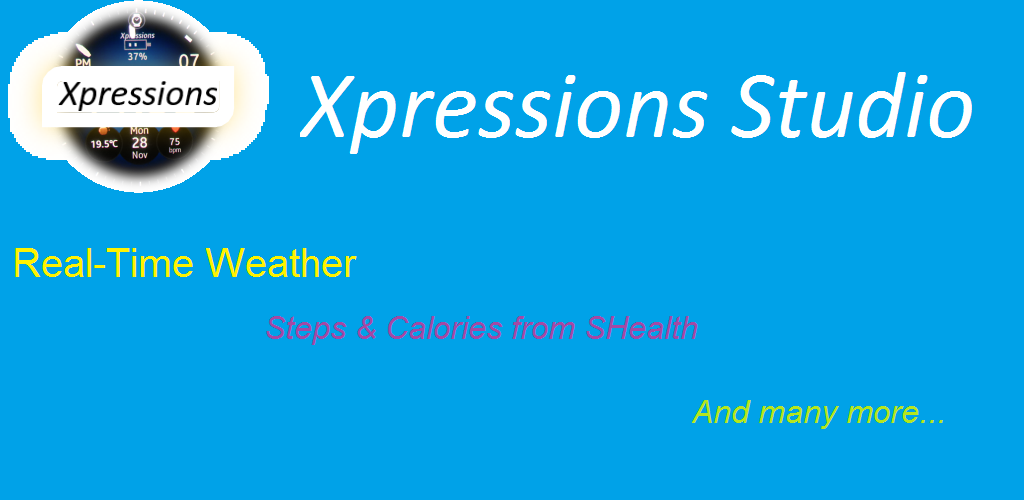 Xpressions
37%
PM
07
Xpressions
Xpressions Studio
19.5℃
Mon
28
Nov
75
bpm
Real-Time Weather
Steps & Calories from SHealth
And many more...